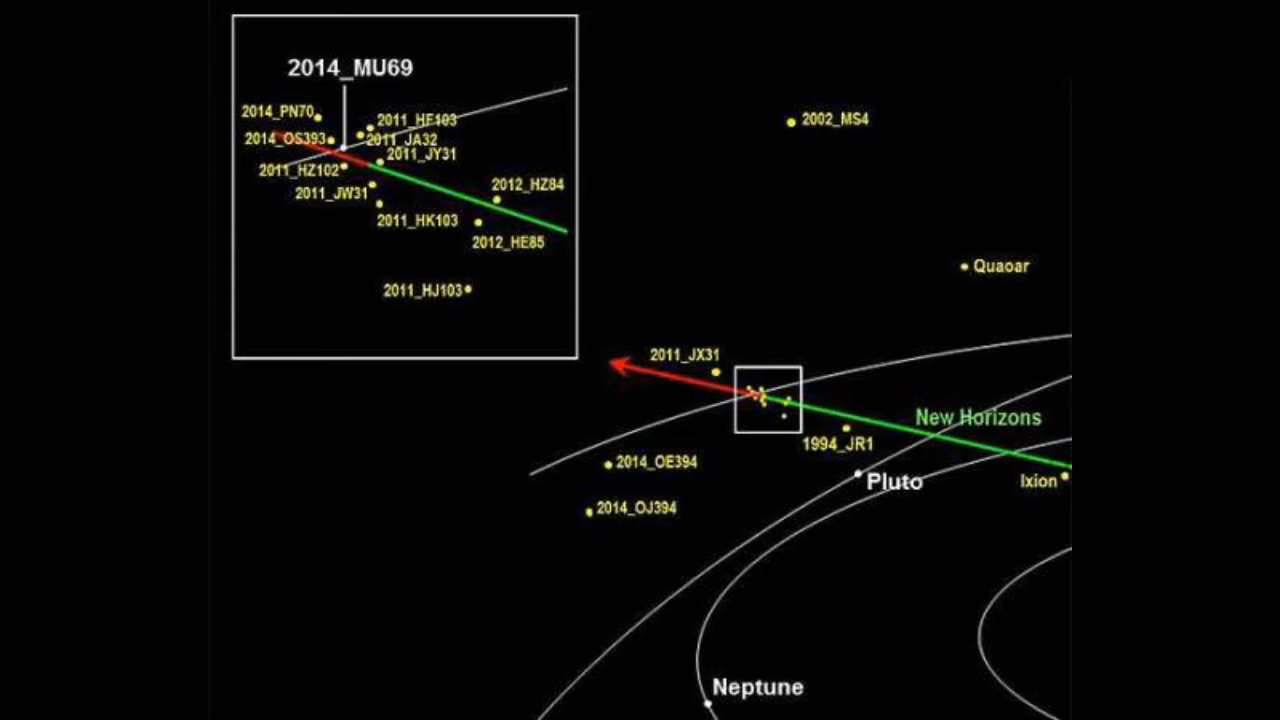 2014_MU69
2014_PN70
2011_HF103
2014_OS393
2011_JA32
2011_JY31
2011_HZ102
2012_HZ84
2011_JW31
2011_HK103
2012_HE85
2011_HJ103
2002_MS4
Quaoar
2011_JX31
New Horizons
1994_JR1
2014_OE394
Pluto
Ixion
2014_OJ394
Neptune